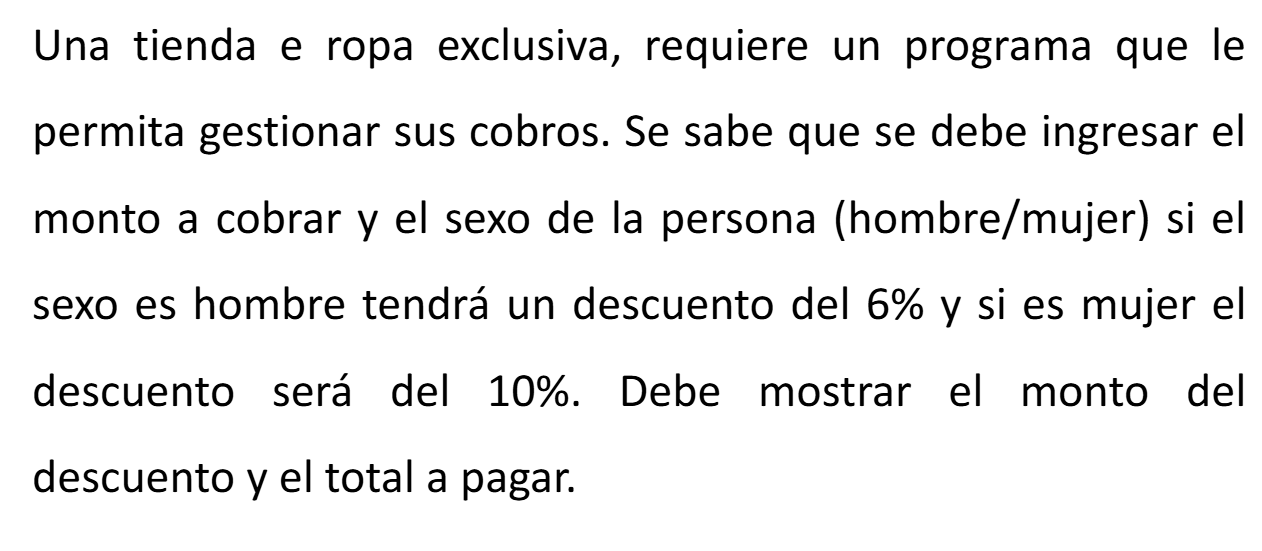 Una tienda e ropa exclusiva, requiere un programa que le
permita gestionar sus cobros. Se sabe que se debe ingresar el
monto a cobrar y el sexo de la persona (hombre/mujer) si el
sexo es hombre tendrá un descuento del 6% y si es mujer el
descuento será del 10%. Debe mostrar el monto del
descuento y el total a pagar.